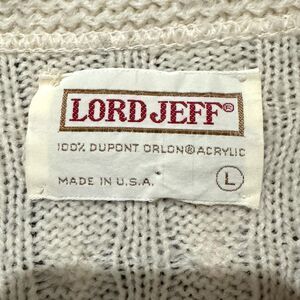 LORD JEFF®
100% DUPONT ORLON® ACRYLIC
MADE IN U.S.A. L